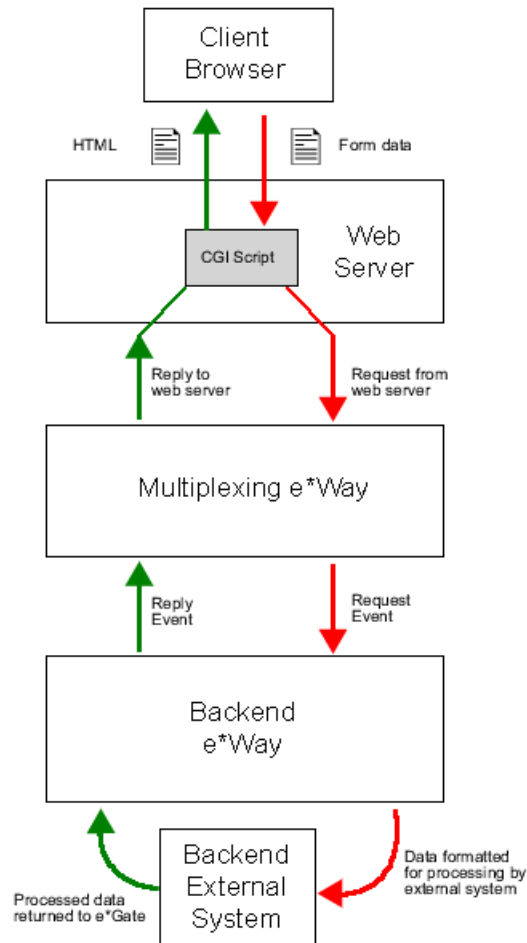 Client
Browser
HTML
Form data
Web
Server
CGI Script
Reply to
web server
Request from
web server
Multiplexing e*Way
Reply
Event
Request
Event
Backend
e*Way
Backend
External
System
Processed data
returned to e*Gate
Data formatted
for processing by
external system